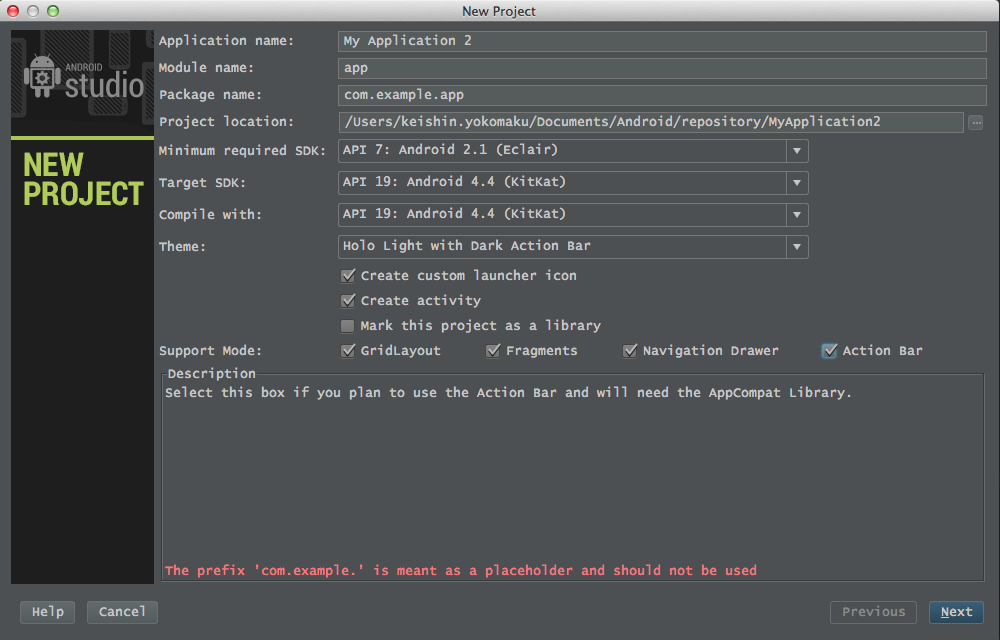 New Project
ANDROID
studio
NEW
PROJECT
Application name: My Application 2
Module name: app
Package name: com.example.app
Project location: /Users/keishin.yokomaku/Documents/Android/repository/MyApplication2 ...
Minimum required SDK: API 7: Android 2.1 (Eclair)
Target SDK: API 19: Android 4.4 (KitKat)
Compile with: API 19: Android 4.4 (KitKat)
Theme: Holo Light with Dark Action Bar
Create custom launcher icon
Create activity
Mark this project as a library
Support Mode: GridLayout Fragments Navigation Drawer Action Bar
Description
Select this box if you plan to use the Action Bar and will need the AppCompat Library.
The prefix 'com.example.' is meant as a placeholder and should not be used
Help Cancel Previous Next